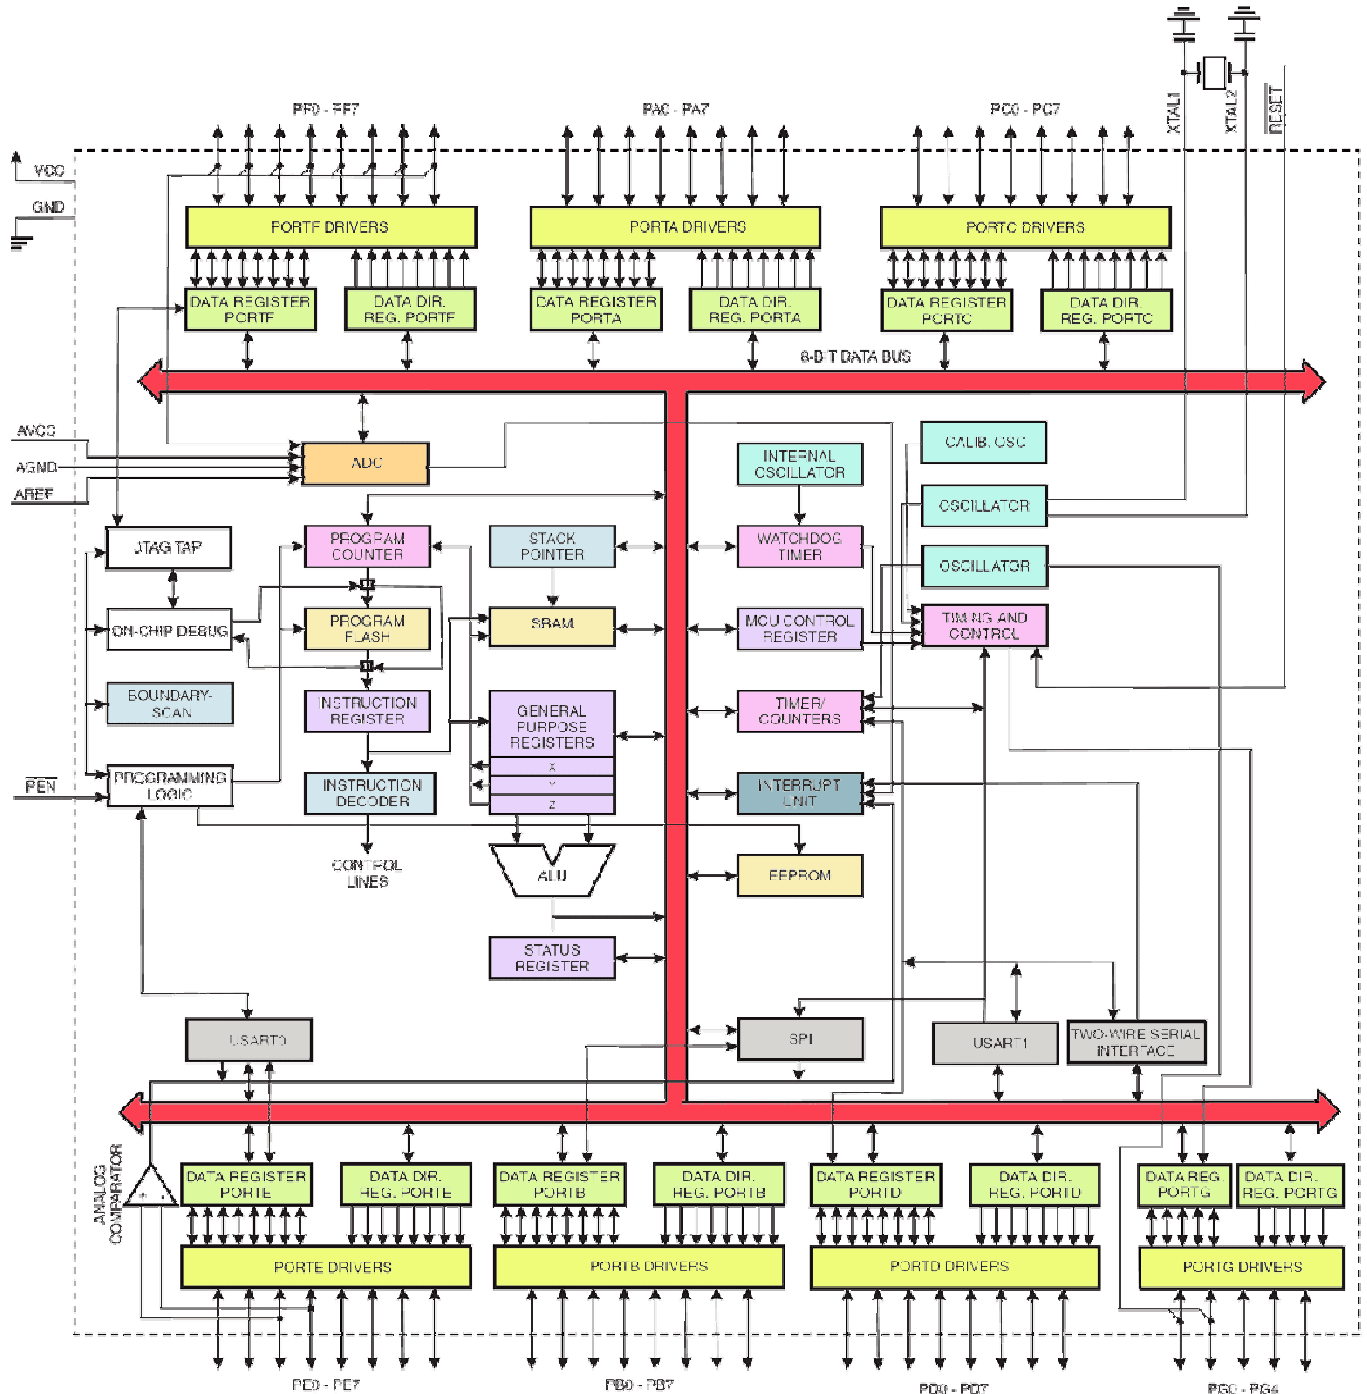 XTAL1
XTAL2
RESET
PF0 - PF7
PA0 - PA7
PC0 - PC7
VCC
GND
PORTF DRIVERS
PORTA DRIVERS
PORTC DRIVERS
DATA REGISTER
PORTF
DATA DIR.
REG. PORTF
DATA REGISTER
PORTA
DATA DIR.
REG. PORTA
DATA REGISTER
PORTC
DATA DIR.
REG. PORTC
8-BIT DATA BUS
AVCC
AGND
AREF
ADC
INTERNAL
OSCILLATOR
CALIB. OSC
OSCILLATOR
JTAG TAP
PROGRAM
COUNTER
STACK
POINTER
WATCHDOG
TIMER
OSCILLATOR
ON-CHIP DEBUG
PROGRAM
FLASH
SRAM
MCU CONTROL
REGISTER
TIMING AND
CONTROL
BOUNDARY-
SCAN
INSTRUCTION
REGISTER
GENERAL
PURPOSE
REGISTERS
X
Y
Z
TIMER/
COUNTERS
PEN
PROGRAMMING
LOGIC
INSTRUCTION
DECODER
INTERRUPT
UNIT
CONTROL
LINES
ALU
EEPROM
STATUS
REGISTER
USART0
SPI
USART1
TWO-WIRE SERIAL
INTERFACE
ANALOG
COMPARATOR
DATA REGISTER
PORTE
DATA DIR.
REG. PORTE
DATA REGISTER
PORTB
DATA DIR.
REG. PORTB
DATA REGISTER
PORTD
DATA DIR.
REG. PORTD
DATA REG.
PORTG
DATA DIR.
REG. PORTG
PORTE DRIVERS
PORTB DRIVERS
PORTD DRIVERS
PORTG DRIVERS
PE0 - PE7
PB0 - PB7
PD0 - PD7
PG0 - PG4